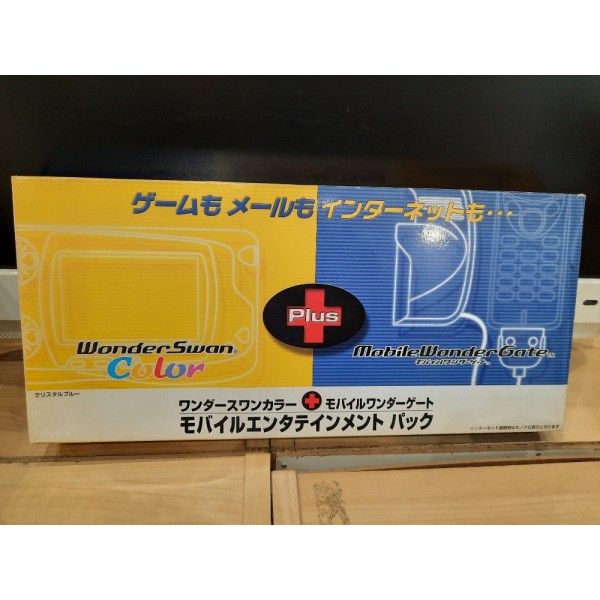 ゲームも メールも インターネットも…
Plus
WonderSwan®
Color
MobileWonderGate™
モバイルワンダーゲート™
クリスタルブルー
ワンダースワンカラー + モバイルワンダーゲート
モバイルエンタテインメント パック